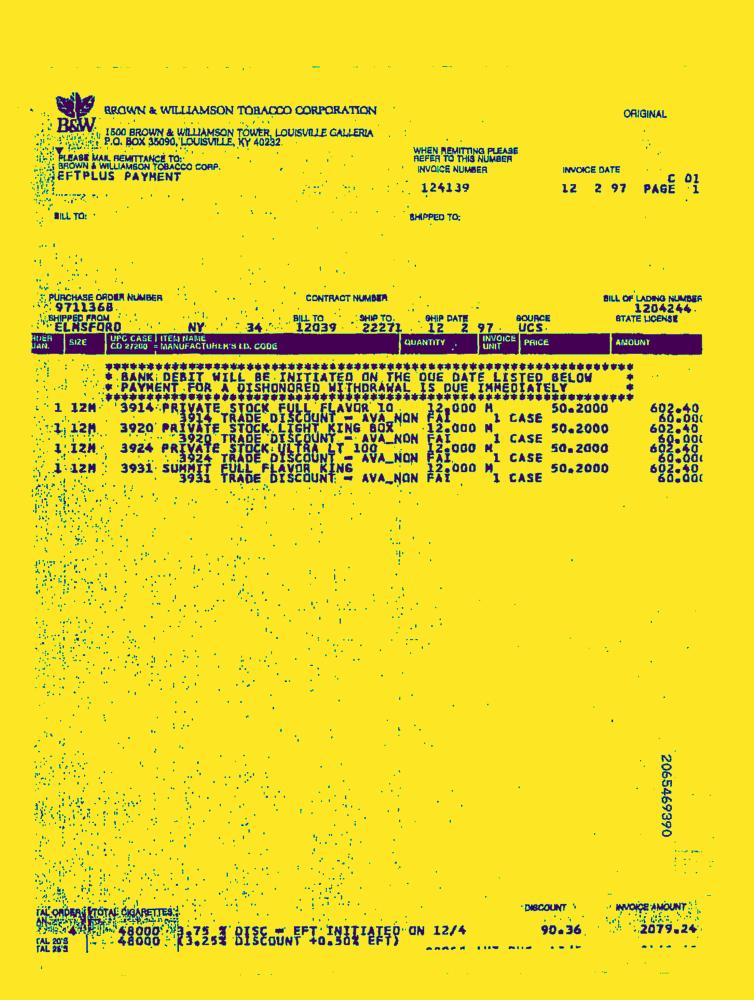 BROWN & WILLIAMSON TOBACCO CORPORATION
ORIGINAL
B&W
1500 BROWN & WILLIAMSON TOWER, LOUISVILLE GALLERIA
P.O. BOX 35090, LOUISVILLE, KY 40232
PLEASE MAIL REMITTANCE TO:
BROWN & WILLIAMSON TOBACCO CORP.
EFTPLUS PAYMENT
WHEN REMITTING PLEASE
REFER TO THIS NUMBER
INVOICE NUMBER INVOICE DATE
C 01
124139 12 2 97 PAGE 1
BILL TO: SHIPPED TO:
PURCHASE ORDER NUMBER CONTRACT NUMBER BILL OF LADING NUMBER
9711368 1204244
SHIPPED FROM BILL TO SHIP TO SHIP DATE SOURCE STATE LICENSE
ELMSFORD NY 34 12039 22271 12 2 97 UCS
SIZE UPC CASE | ITEM NAME QUANTITY INVOICE UNIT PRICE AMOUNT
CD 27200 = MANUFACTURER'S I.D. CODE
* BANK DEBIT WILL BE INITIATED ON THE DUE DATE LISTED BELOW *
* PAYMENT FOR A DISHONORED WITHDRAWAL IS DUE IMMEDIATELY *
1 12M 3914 PRIVATE STOCK FULL FLAVOR 10 12.000 M 50.2000 602.40
3914 TRADE DISCOUNT - AVA_NON FAI 1 CASE 60.00
1 12M 3920 PRIVATE STOCK LIGHT KING BOX 12.000 M 50.2000 602.40
3920 TRADE DISCOUNT - AVA_NON FAI 1 CASE 60.00
1 12M 3924 PRIVATE STOCK ULTRA LT 100 12.000 M 50.2000 602.40
3924 TRADE DISCOUNT - AVA_NON FAI 1 CASE 60.00
1 12M 3931 SUMMIT FULL FLAVOR KING 12.000 M 50.2000 602.40
3931 TRADE DISCOUNT - AVA_NON FAI 1 CASE 60.00
2065469390
TAL ORDER TOTAL CIGARETTES DISCOUNT INVOICE AMOUNT
4 48000 3.75 % DISC - EFT INITIATED ON 12/4 90.36 2079.24
TAL 20'S 48000 (3.25% DISCOUNT +0.50% EFT)
TAL 25'S